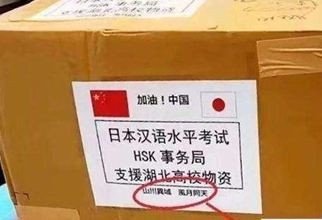 加油！中国
日本汉语水平考试
HSK 事务局
支援湖北高校物资
山川異域 風月同天